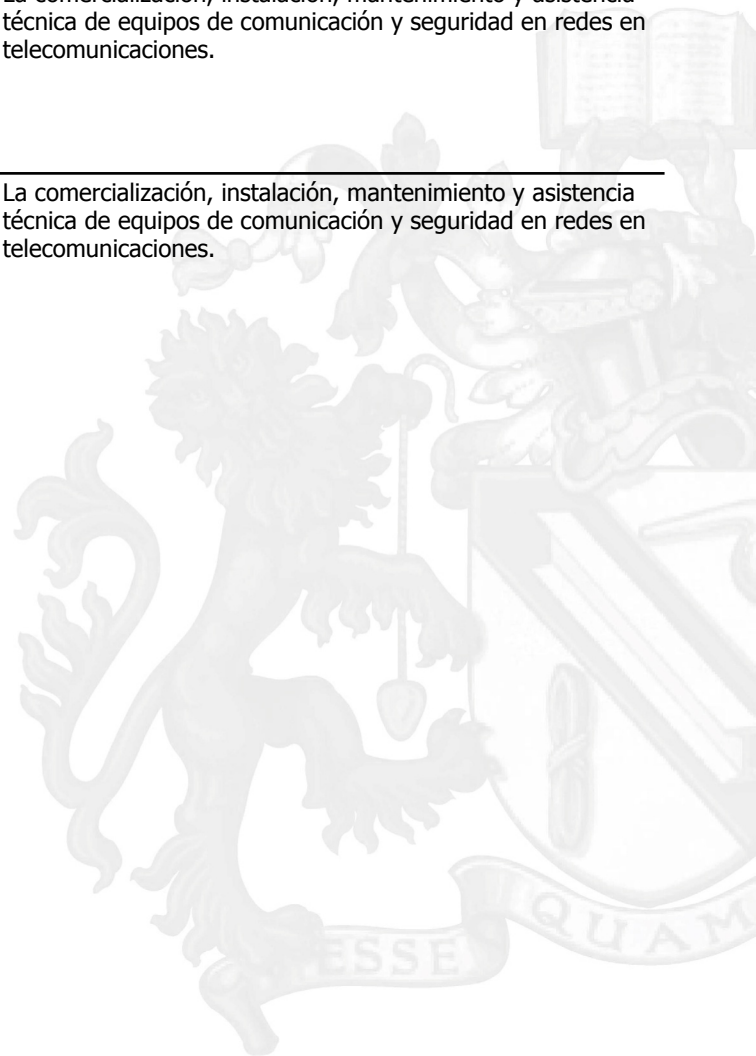 La comercialización, instalación, mantenimiento y asistencia
técnica de equipos de comunicación y seguridad en redes en
telecomunicaciones.
La comercialización, instalación, mantenimiento y asistencia
técnica de equipos de comunicación y seguridad en redes en
telecomunicaciones.
ESSE
QUAM